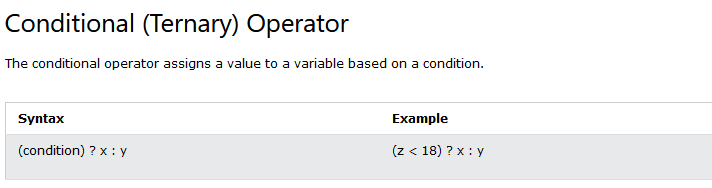 Conditional (Ternary) Operator
The conditional operator assigns a value to a variable based on a condition.
Syntax Example
(condition) ? x : y (z < 18) ? x : y